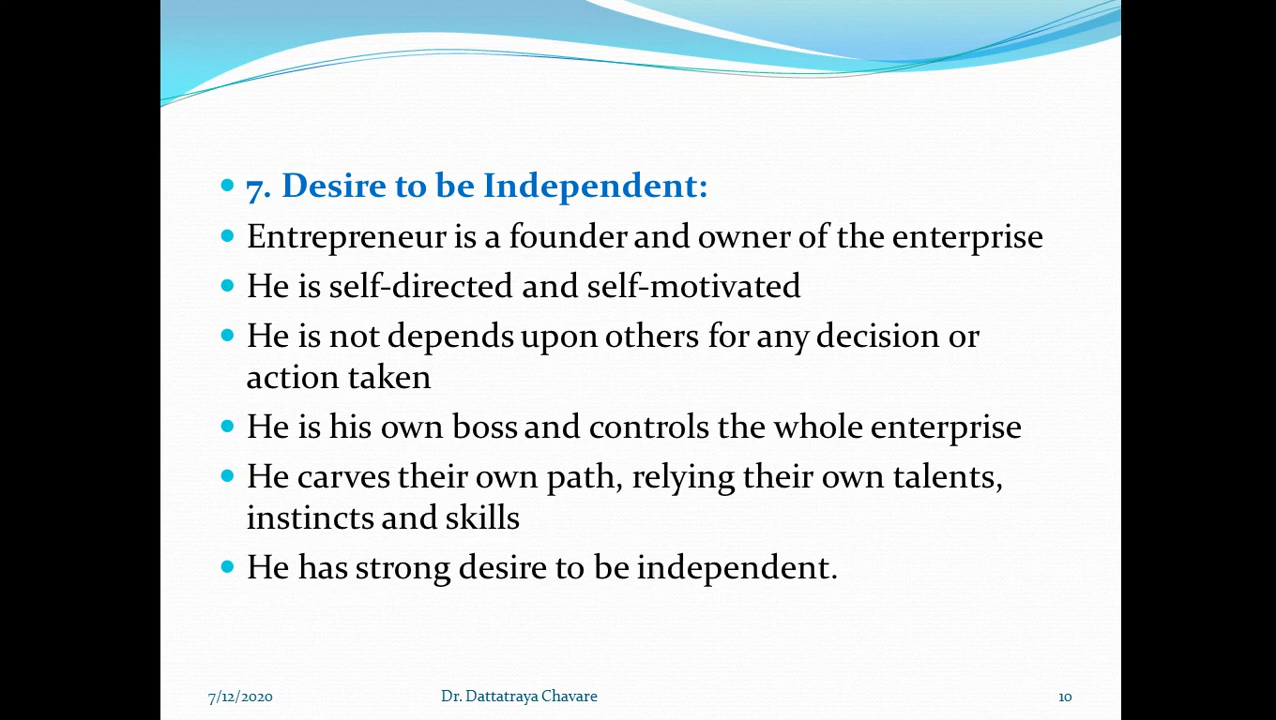 • 7. Desire to be Independent:
• Entrepreneur is a founder and owner of the enterprise
• He is self-directed and self-motivated
• He is not depends upon others for any decision or
action taken
• He is his own boss and controls the whole enterprise
• He carves their own path, relying their own talents,
instincts and skills
• He has strong desire to be independent.
7/12/2020 Dr. Dattatraya Chavare 10